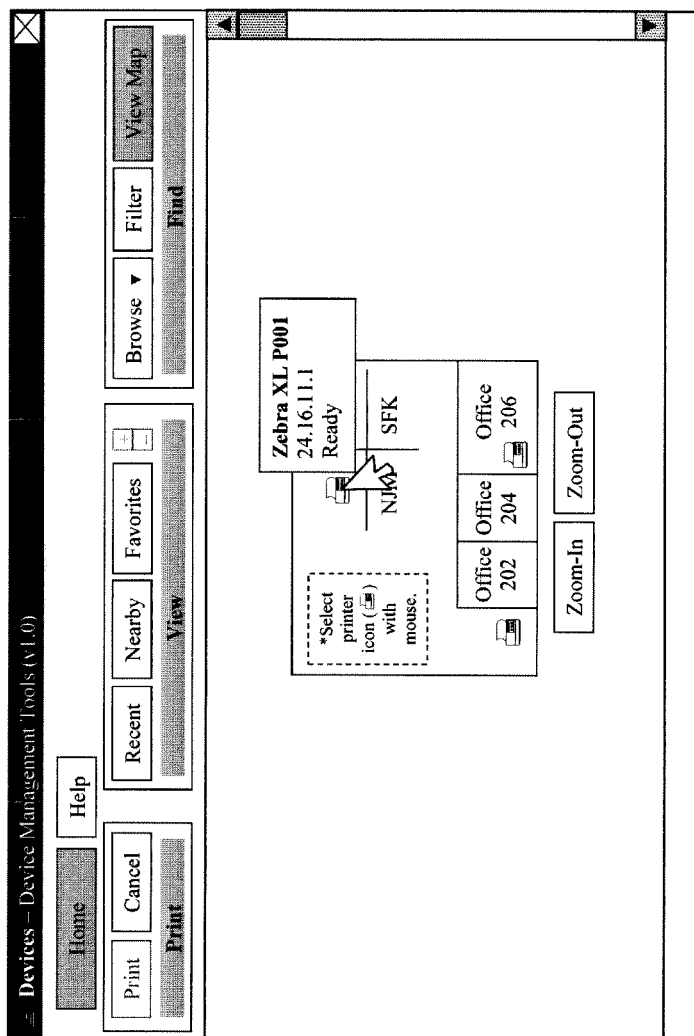 Devices – Device Management Tools (v1.0)
Home
Help
Print
Cancel
Print
Recent
Nearby
Favorites
+
–
View
Browse ▼
Filter
View Map
Find
*Select
printer
icon ( )
with
mouse.
Zebra XL P001
24.16.11.1
Ready
NJM
SFK
Office
202
Office
204
Office
206
Zoom-In
Zoom-Out